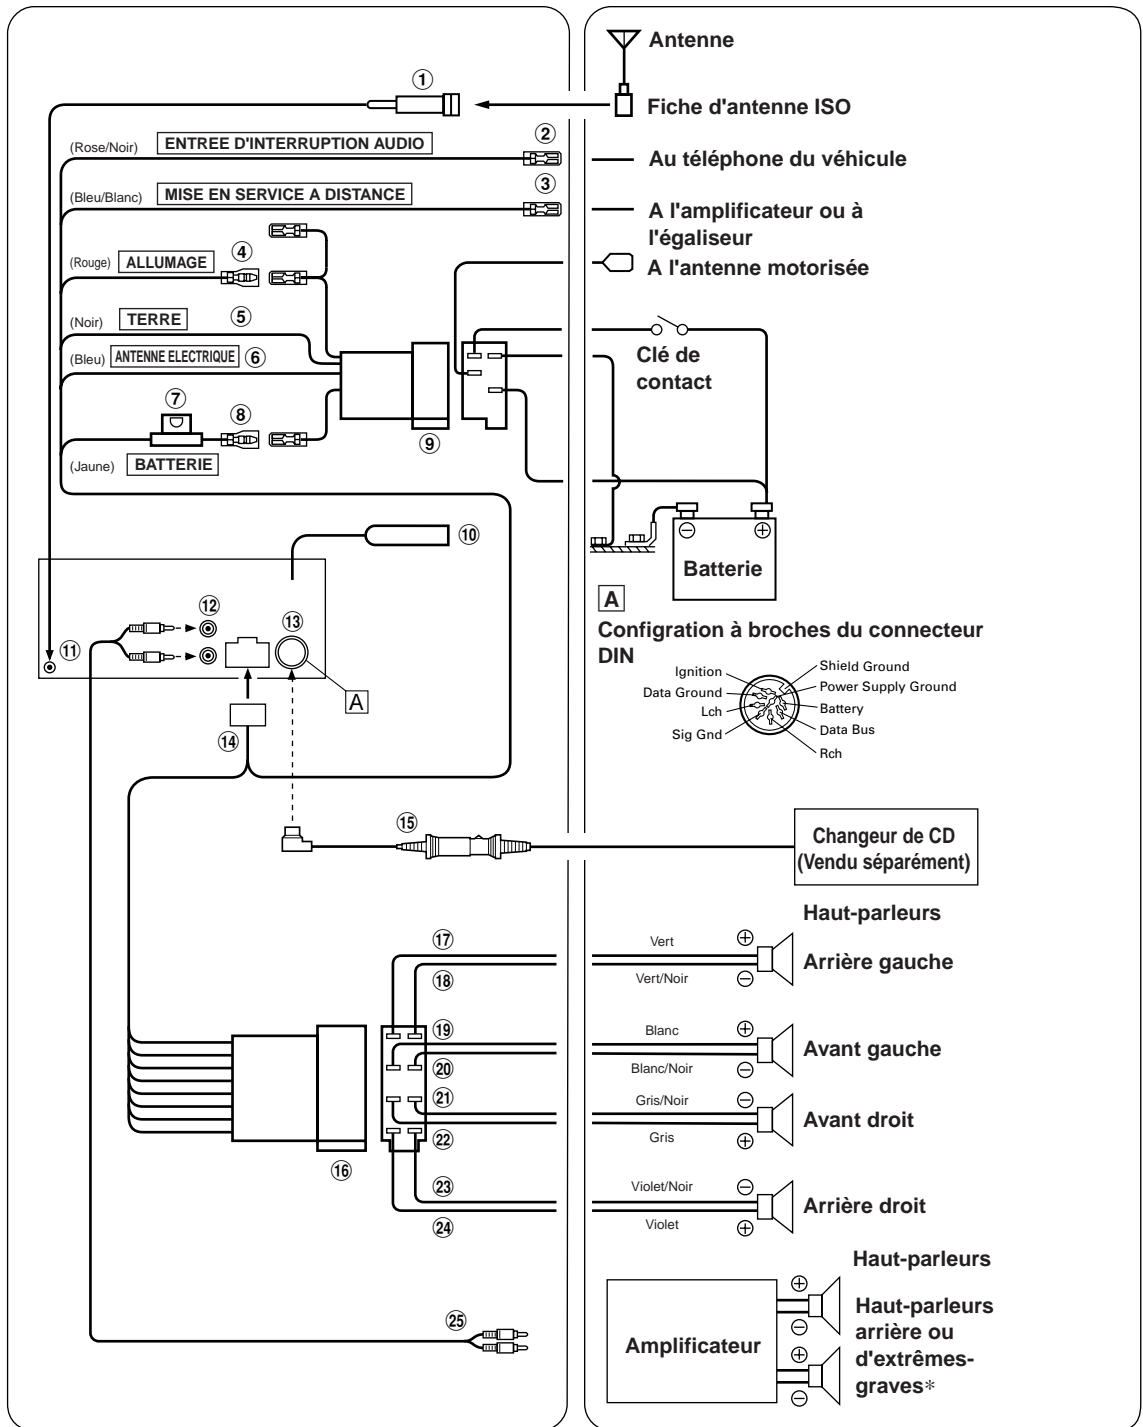 Antenne
①
Fiche d'antenne ISO
(Rose/Noir) ENTREE D'INTERRUPTION AUDIO ②
Au téléphone du véhicule
(Bleu/Blanc) MISE EN SERVICE A DISTANCE ③
A l'amplificateur ou à
l'égaliseur
A l'antenne motorisée
(Rouge) ALLUMAGE ④
(Noir) TERRE ⑤
(Bleu) ANTENNE ELECTRIQUE ⑥
Clé de
contact
⑦
⑧
⑨
(Jaune) BATTERIE
⊖ ⊕
Batterie
⑩
⑪
⑫
⑬
A
⑭
A
Configration à broches du connecteur
DIN
Ignition
Data Ground
Lch
Sig Gnd
Shield Ground
Power Supply Ground
Battery
Data Bus
Rch
⑮
Changeur de CD
(Vendu séparément)
Haut-parleurs
⑰ Vert ⊕
Arrière gauche
⑱ Vert/Noir ⊖
⑲ Blanc ⊕
Avant gauche
⑳ Blanc/Noir ⊖
㉑ Gris/Noir ⊖
Avant droit
㉒ Gris ⊕
⑯
㉓ Violet/Noir ⊖
Arrière droit
㉔ Violet ⊕
Haut-parleurs
Amplificateur
⊕
⊖
⊕
⊖
Haut-parleurs
arrière ou
d'extrêmes-
graves*
㉕